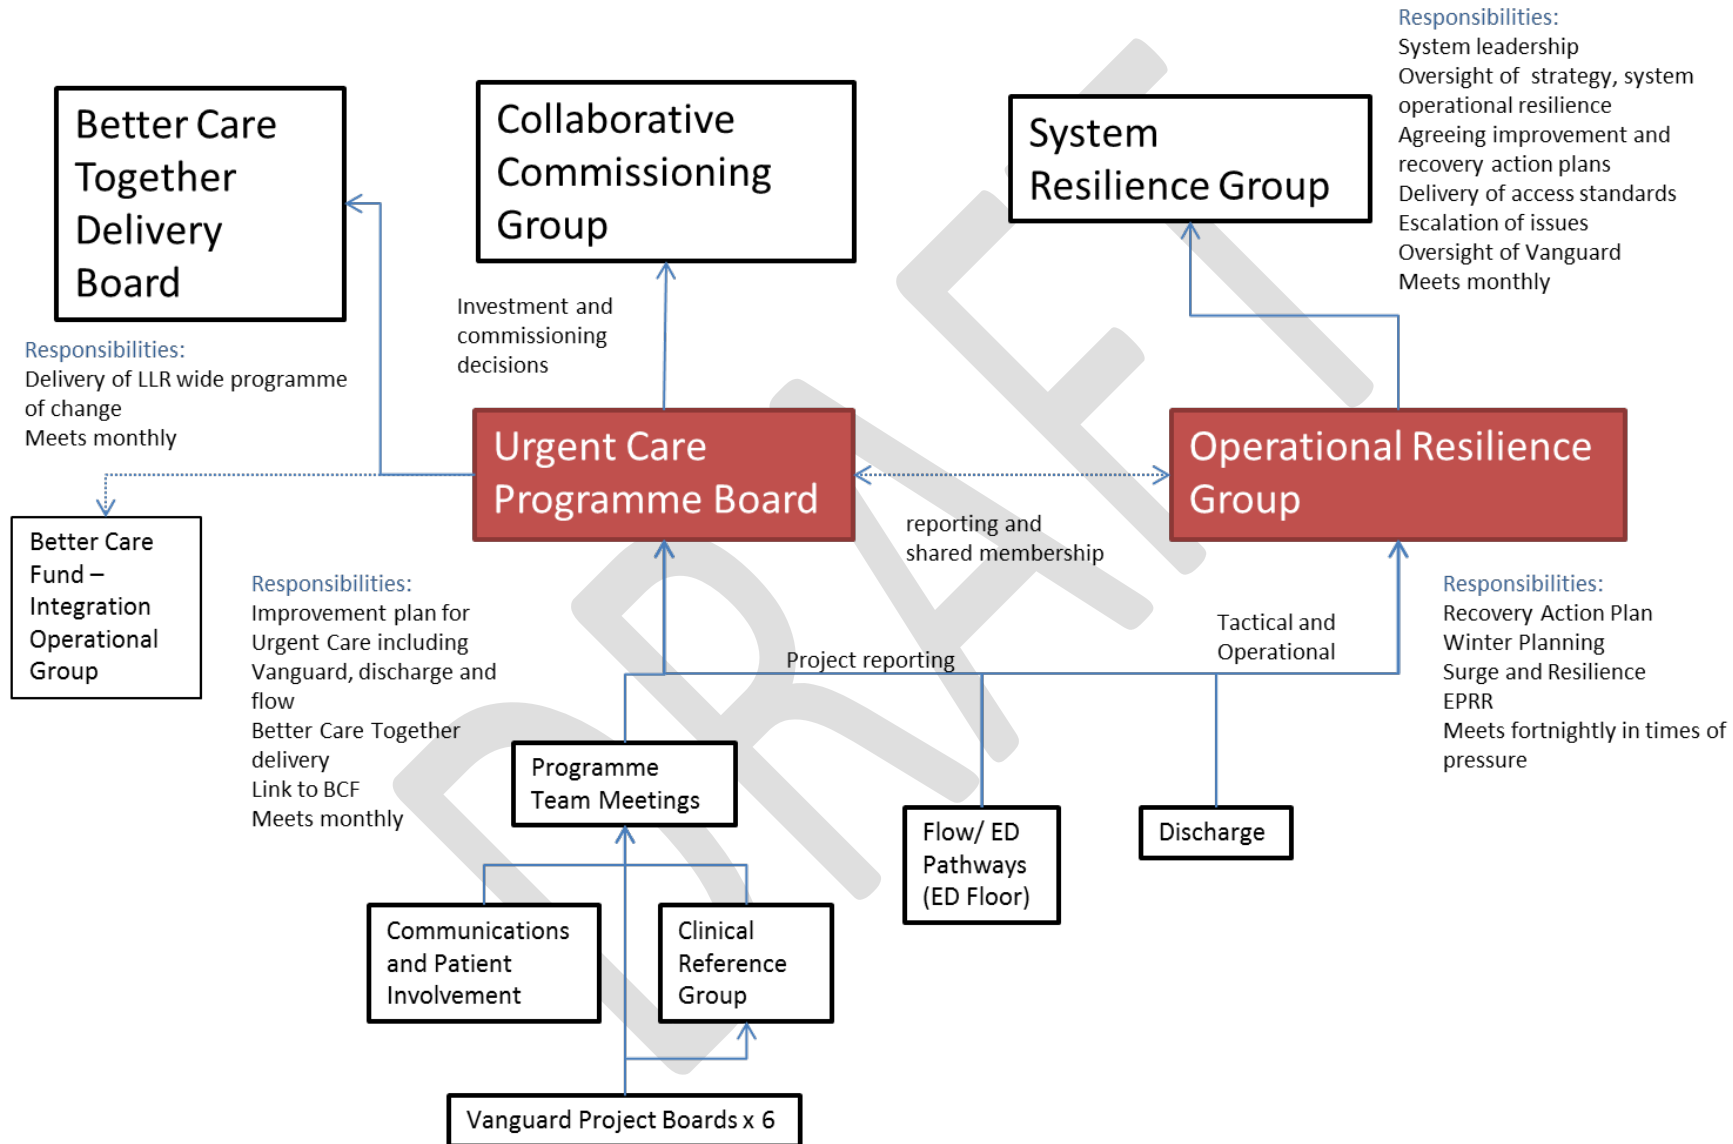 Better Care
Together
Delivery
Board
Collaborative
Commissioning
Group
System
Resilience Group
Responsibilities:
System leadership
Oversight of  strategy, system
operational resilience
Agreeing improvement and
recovery action plans
Delivery of access standards
Escalation of issues
Oversight of Vanguard
Meets monthly
Responsibilities:
Delivery of LLR wide programme
of change
Meets monthly
Investment and
commissioning
decisions
Urgent Care
Programme Board
Operational Resilience
Group
reporting and
shared membership
Better Care
Fund –
Integration
Operational
Group
Responsibilities:
Improvement plan for
Urgent Care including
Vanguard, discharge and
flow
Better Care Together
delivery
Link to BCF
Meets monthly
Project reporting
Tactical and
Operational
Responsibilities:
Recovery Action Plan
Winter Planning
Surge and Resilience
EPRR
Meets fortnightly in times of
pressure
Programme
Team Meetings
Flow/ ED
Pathways
(ED Floor)
Discharge
Communications
and Patient
Involvement
Clinical
Reference
Group
Vanguard Project Boards x 6
DRAFT